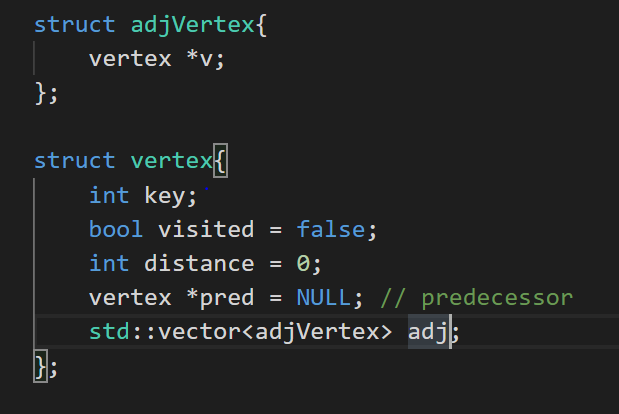 struct adjVertex{
    vertex *v;
};

struct vertex{
    int key;
    bool visited = false;
    int distance = 0;
    vertex *pred = NULL; // predecessor
    std::vector<adjVertex> adj;
};